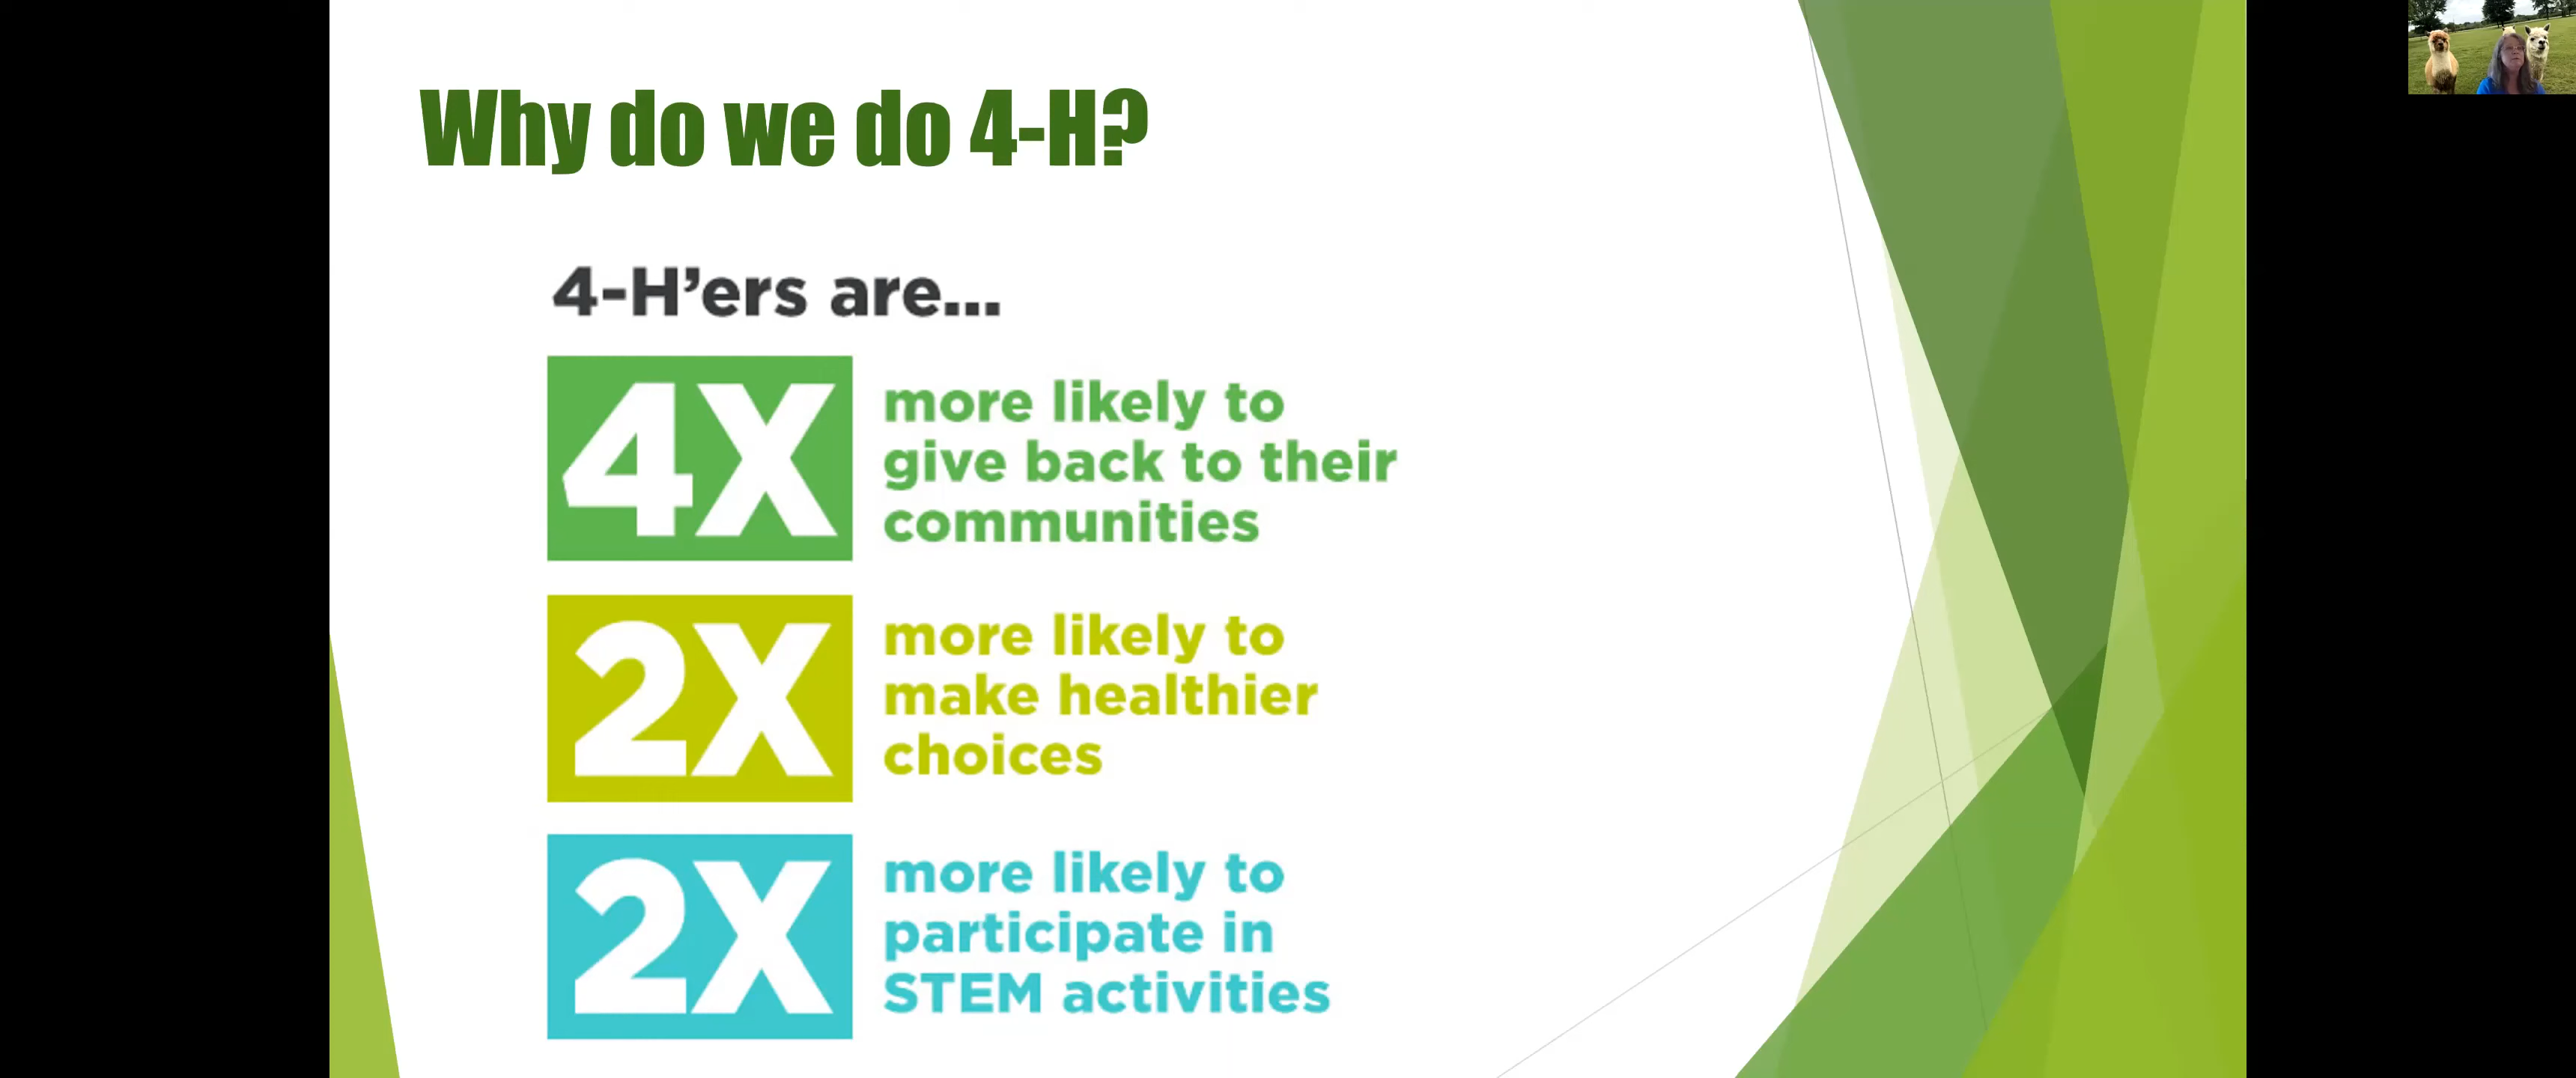 Why do we do 4-H?
4-H’ers are...
4X
more likely to
give back to their
communities
2X
more likely to
make healthier
choices
2X
more likely to
participate in
STEM activities